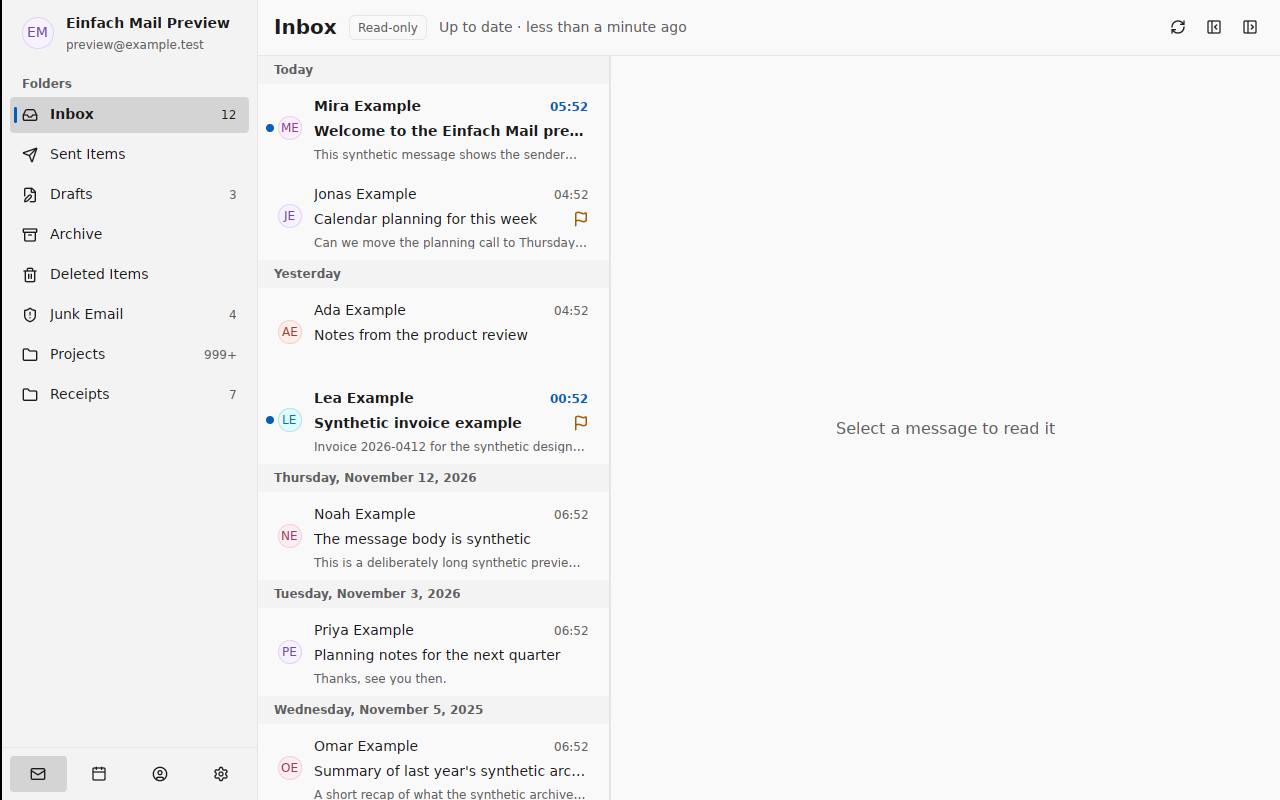 EM
Einfach Mail Preview
preview@example.test
Folders
Inbox 12
Sent Items
Drafts 3
Archive
Deleted Items
Junk Email 4
Projects 999+
Receipts 7
Inbox Read-only Up to date · less than a minute ago
Today
Mira Example 05:52
ME
Welcome to the Einfach Mail pre...
This synthetic message shows the sender...
Jonas Example 04:52
JE
Calendar planning for this week
Can we move the planning call to Thursday...
Yesterday
Ada Example 04:52
AE
Notes from the product review
Lea Example 00:52
LE
Synthetic invoice example
Invoice 2026-0412 for the synthetic design...
Thursday, November 12, 2026
Noah Example 06:52
NE
The message body is synthetic
This is a deliberately long synthetic previe...
Tuesday, November 3, 2026
Priya Example 06:52
PE
Planning notes for the next quarter
Thanks, see you then.
Wednesday, November 5, 2025
Omar Example 06:52
OE
Summary of last year's synthetic arc...
A short recap of what the synthetic archive...
Select a message to read it